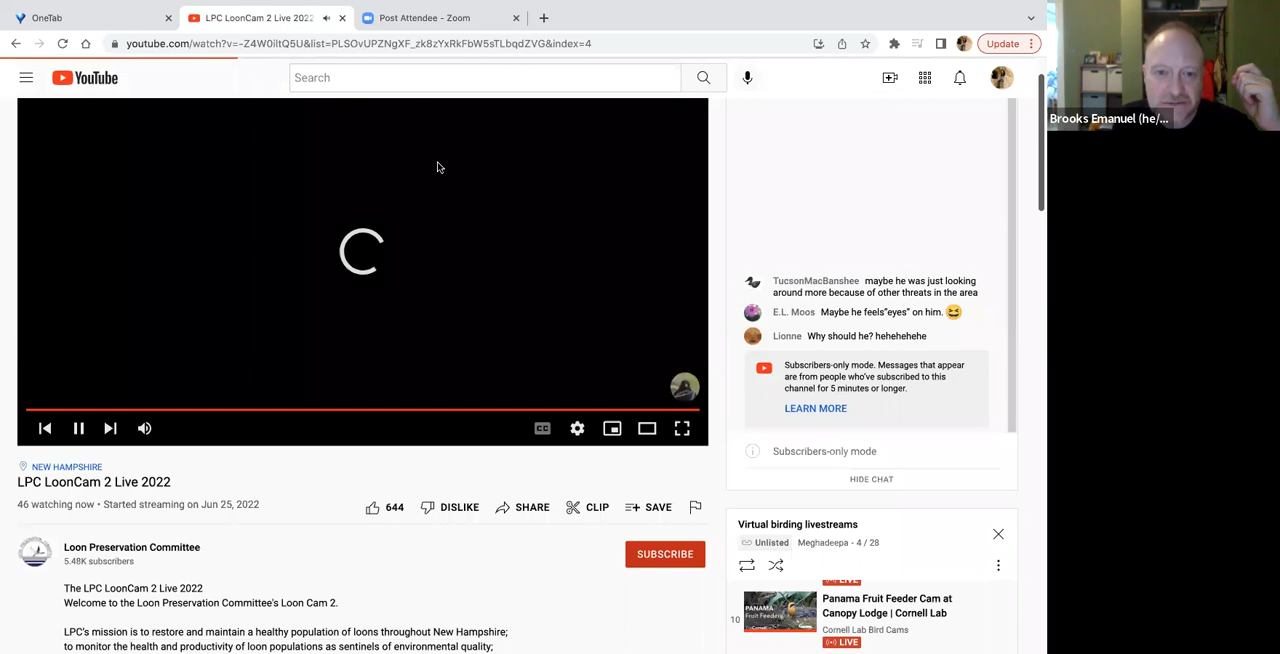 OneTab
LPC LoonCam 2 Live 2022
Post Attendee - Zoom
youtube.com/watch?v=-Z4W0iltQ5U&list=PLSOvUPZNgXF_zk8zYxRkFbW5sTLbqdZVG&index=4
Update
YouTube
Search
Brooks Emanuel (he/...
TucsonMacBanshee maybe he was just looking
around more because of other threats in the area
E.L. Moos Maybe he feels"eyes" on him.
Lionne Why should he? hehehehehe
Subscribers-only mode. Messages that appear
are from people who've subscribed to this
channel for 5 minutes or longer.
LEARN MORE
Subscribers-only mode
HIDE CHAT
CC
NEW HAMPSHIRE
LPC LoonCam 2 Live 2022
46 watching now • Started streaming on Jun 25, 2022
644
DISLIKE
SHARE
CLIP
SAVE
Loon Preservation Committee
5.48K subscribers
SUBSCRIBE
The LPC LoonCam 2 Live 2022
Welcome to the Loon Preservation Committee's Loon Cam 2.
LPC's mission is to restore and maintain a healthy population of loons throughout New Hampshire;
to monitor the health and productivity of loon populations as sentinels of environmental quality;
Virtual birding livestreams
Unlisted Meghadeepa - 4 / 28
LIVE
10
PANAMA
Fruit Feeder
Panama Fruit Feeder Cam at
Canopy Lodge | Cornell Lab
Cornell Lab Bird Cams
LIVE